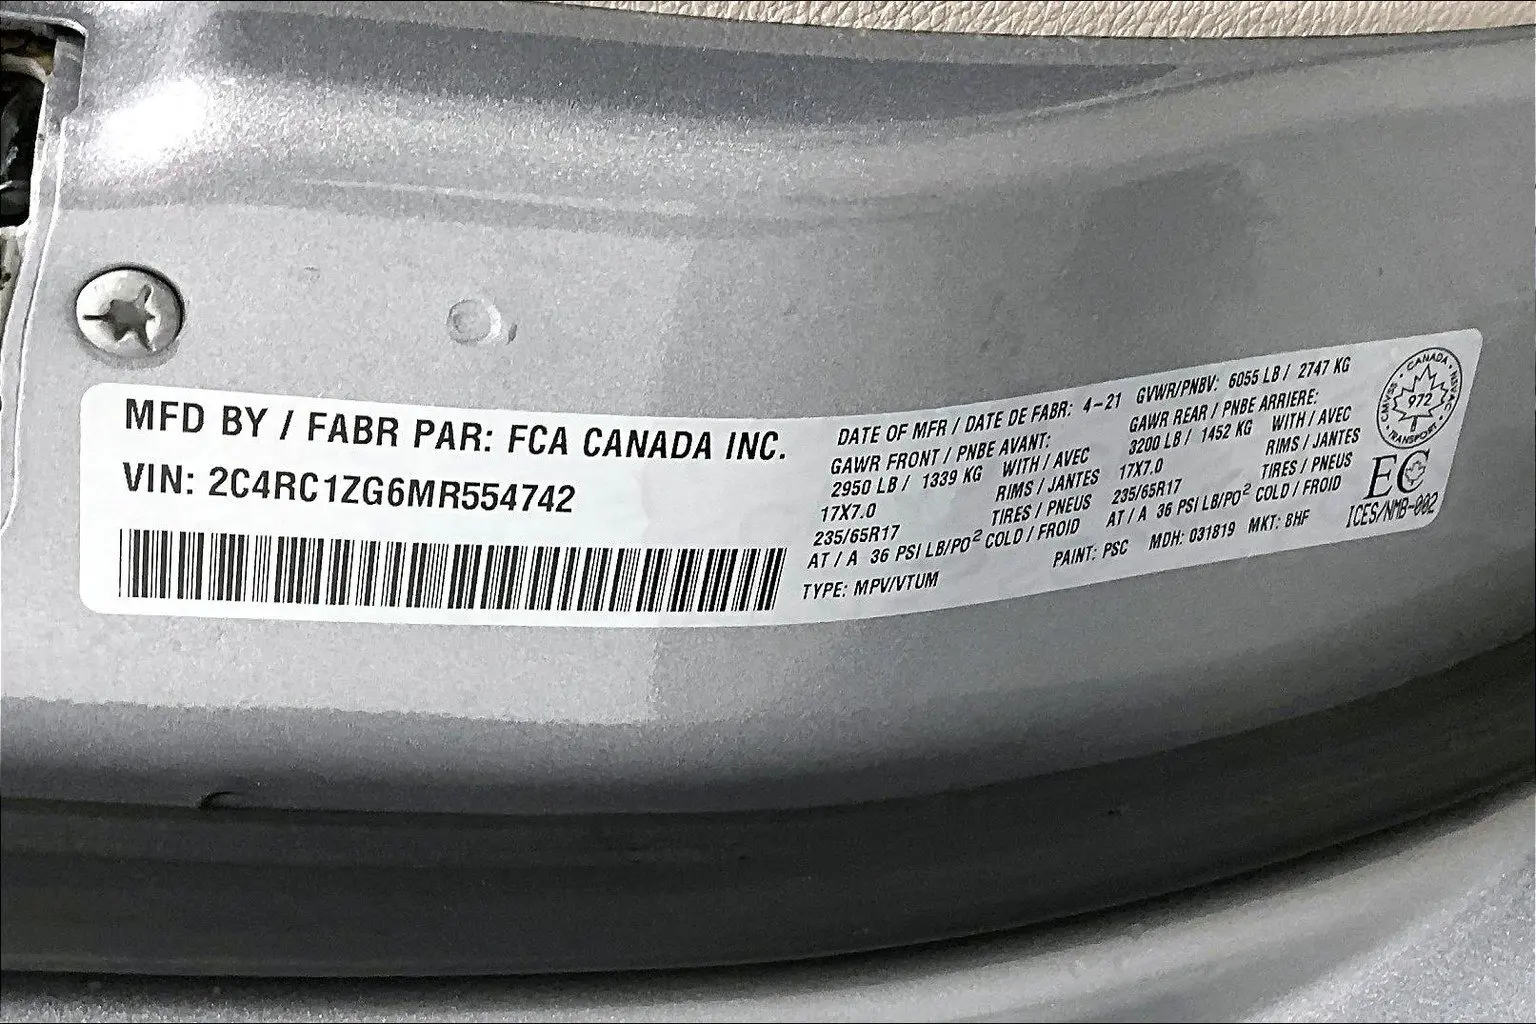 MFD BY / FABR PAR: FCA CANADA INC.
VIN: 2C4RC1ZG6MR554742
DATE OF MFR / DATE DE FABR: 4-21 GVWR/PNBV: 6055 LB / 2747 KG
GAWR FRONT / PNBE AVANT: GAWR REAR / PNBE ARRIERE:
2950 LB / 1339 KG WITH / AVEC 3200 LB / 1452 KG WITH / AVEC
17X7.0 RIMS / JANTES 17X7.0 RIMS / JANTES
235/65R17 TIRES / PNEUS 235/65R17 TIRES / PNEUS
AT / A 36 PSI LB/PO² COLD / FROID AT / A 36 PSI LB/PO² COLD / FROID
TYPE: MPV/VTUM PAINT: PSC MDH: 031819 MKT: BHF
CANADA
CMVSS 972 NSVAC
TRANSPORT
EC
ICES/NMB-002